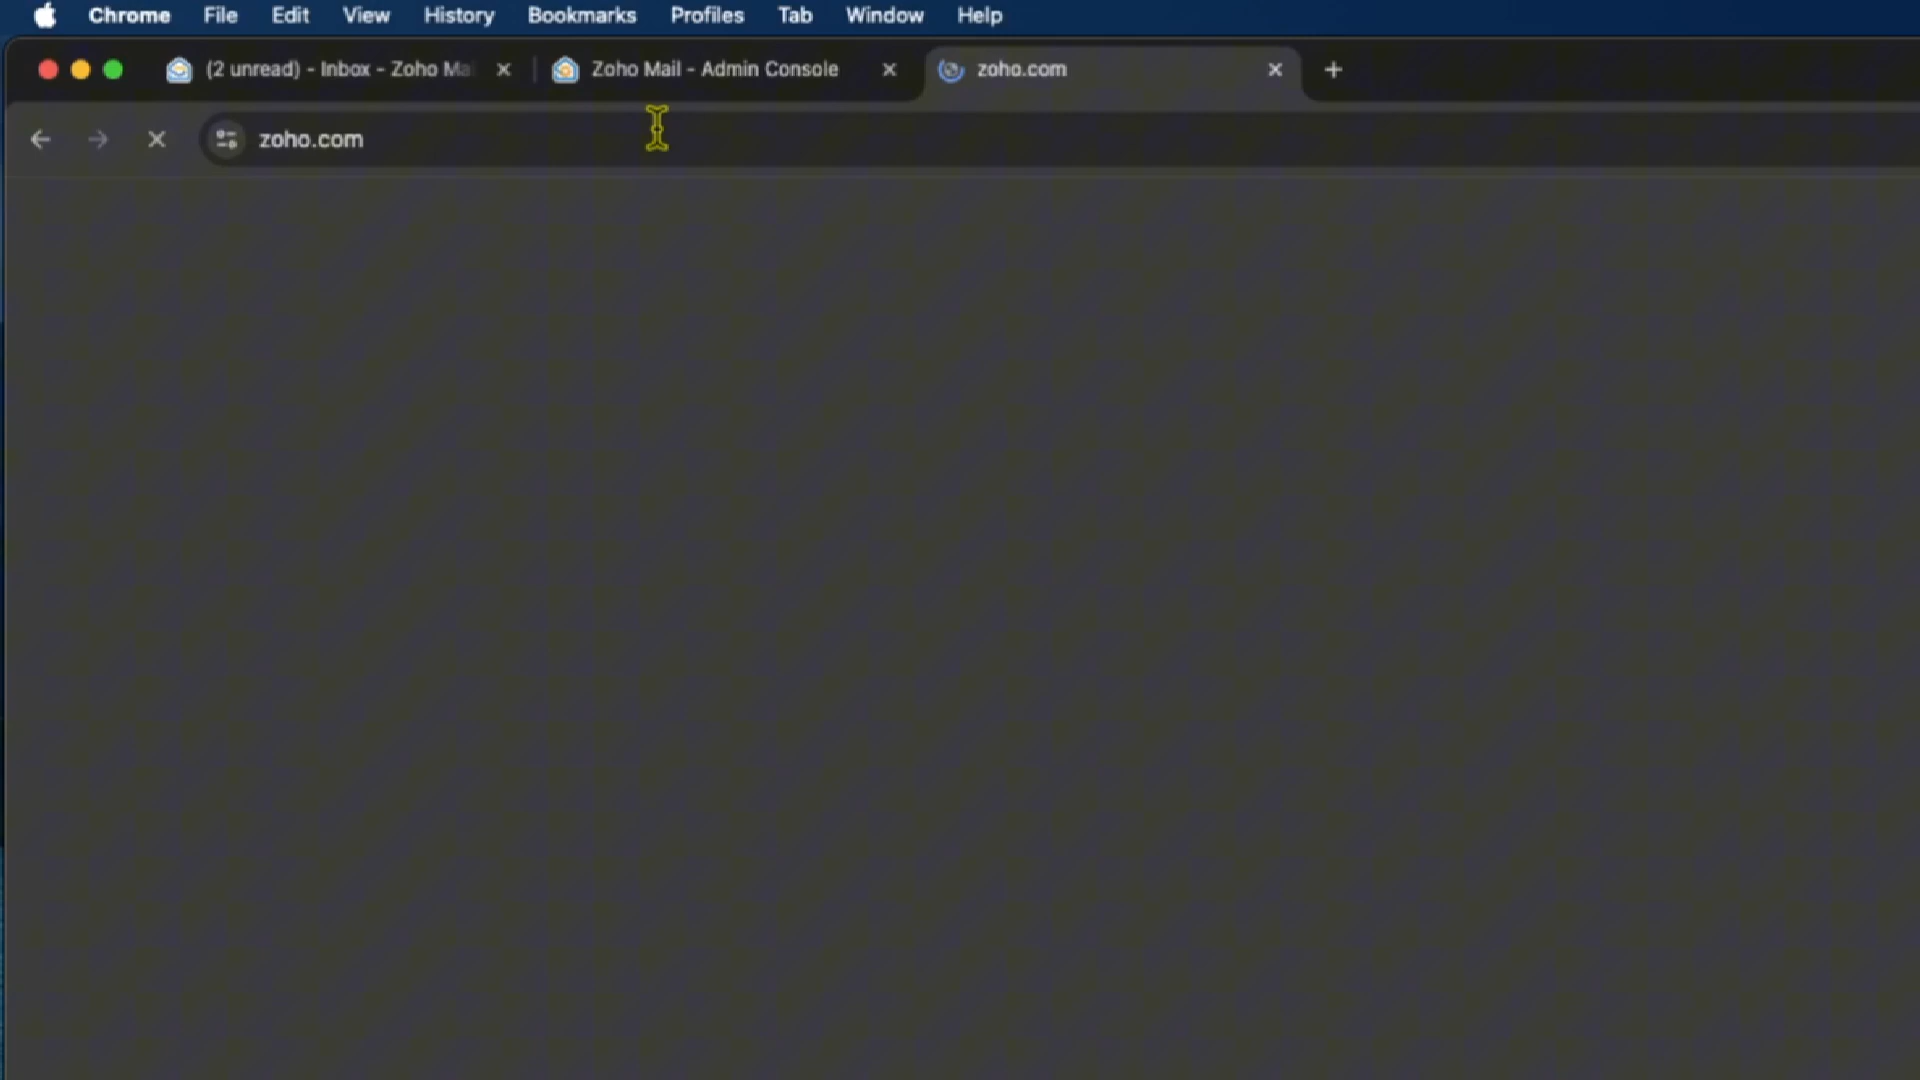 Chrome File Edit View History Bookmarks Profiles Tab Window Help
(2 unread) - Inbox - Zoho Ma
Zoho Mail - Admin Console
zoho.com
zoho.com